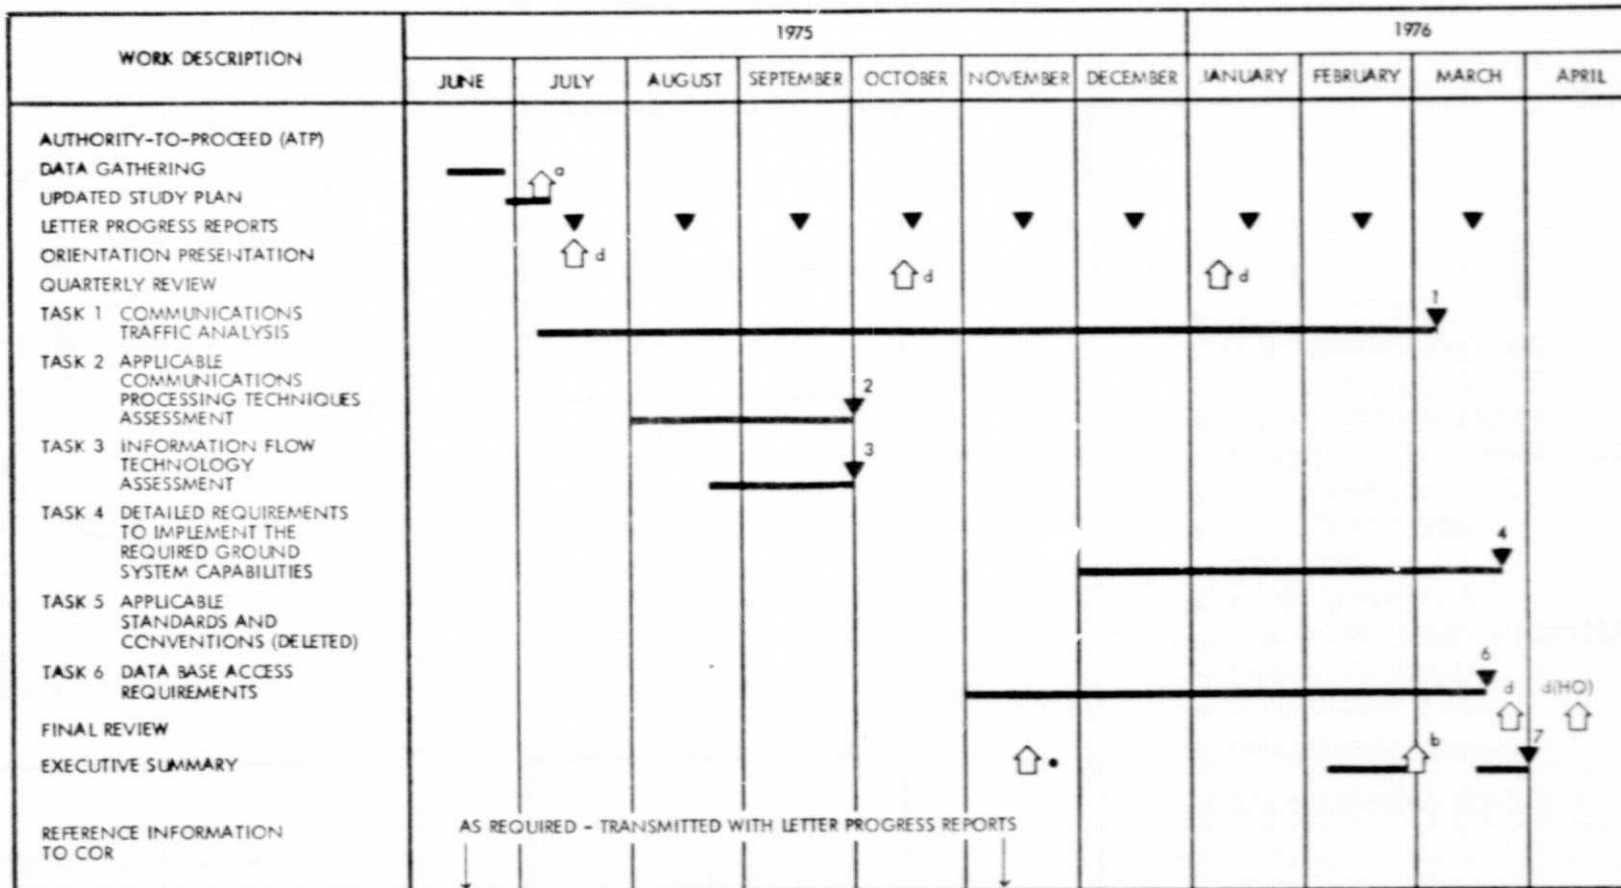 WORK DESCRIPTION
1975
1976
JUNE
JULY
AUGUST
SEPTEMBER
OCTOBER
NOVEMBER
DECEMBER
JANUARY
FEBRUARY
MARCH
APRIL
AUTHORITY-TO-PROCEED (ATP)
DATA GATHERING
a
UPDATED STUDY PLAN
LETTER PROGRESS REPORTS
ORIENTATION PRESENTATION
d
QUARTERLY REVIEW
d
d
TASK 1 COMMUNICATIONS
TRAFFIC ANALYSIS
1
TASK 2 APPLICABLE
COMMUNICATIONS
PROCESSING TECHNIQUES
ASSESSMENT
2
TASK 3 INFORMATION FLOW
TECHNOLOGY
ASSESSMENT
3
TASK 4 DETAILED REQUIREMENTS
TO IMPLEMENT THE
REQUIRED GROUND
SYSTEM CAPABILITIES
4
TASK 5 APPLICABLE
STANDARDS AND
CONVENTIONS (DELETED)
TASK 6 DATA BASE ACCESS
REQUIREMENTS
6
FINAL REVIEW
d
d(HQ)
EXECUTIVE SUMMARY
b
7
REFERENCE INFORMATION
TO COR
AS REQUIRED - TRANSMITTED WITH LETTER PROGRESS REPORTS